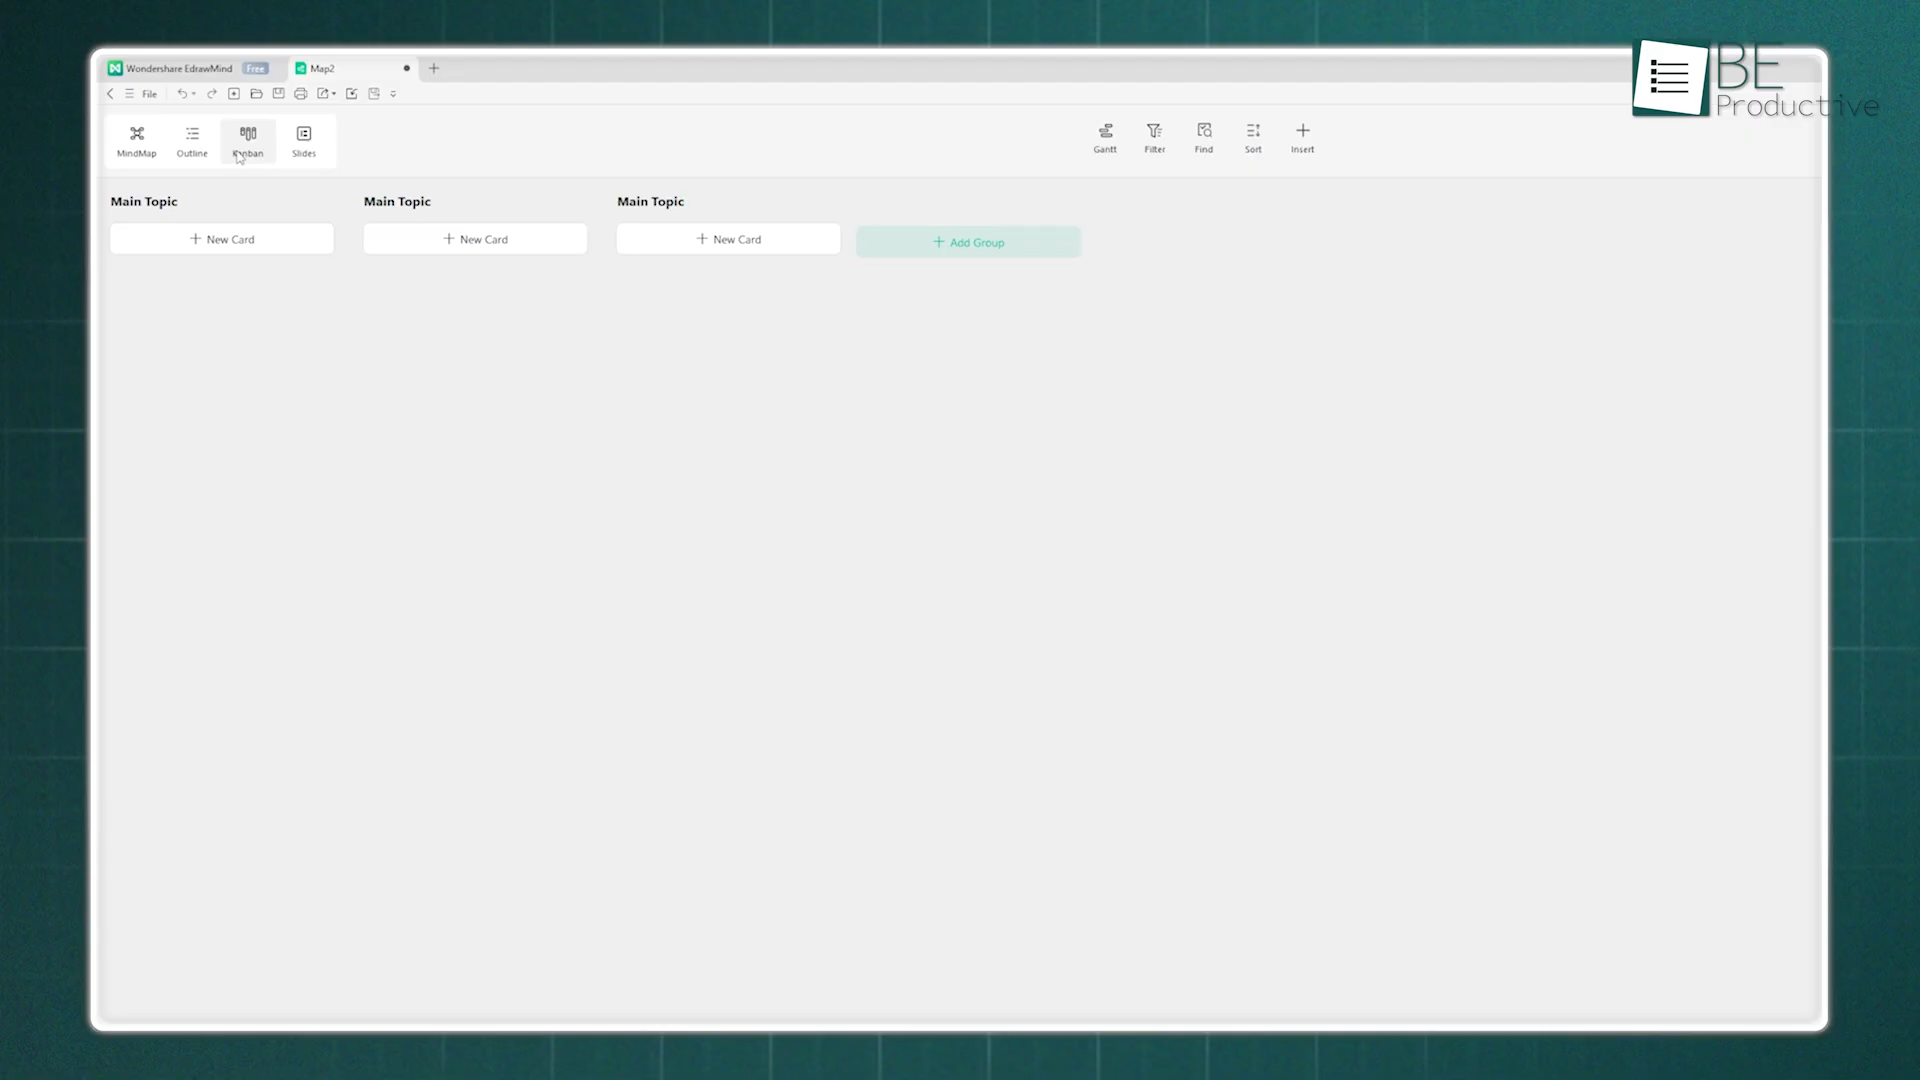 BE
Productive
Wondershare EdrawMind Free Map2
File
MindMap Outline Kanban Slides Gantt Filter Find Sort Insert
Main Topic Main Topic Main Topic
New Card New Card New Card Add Group